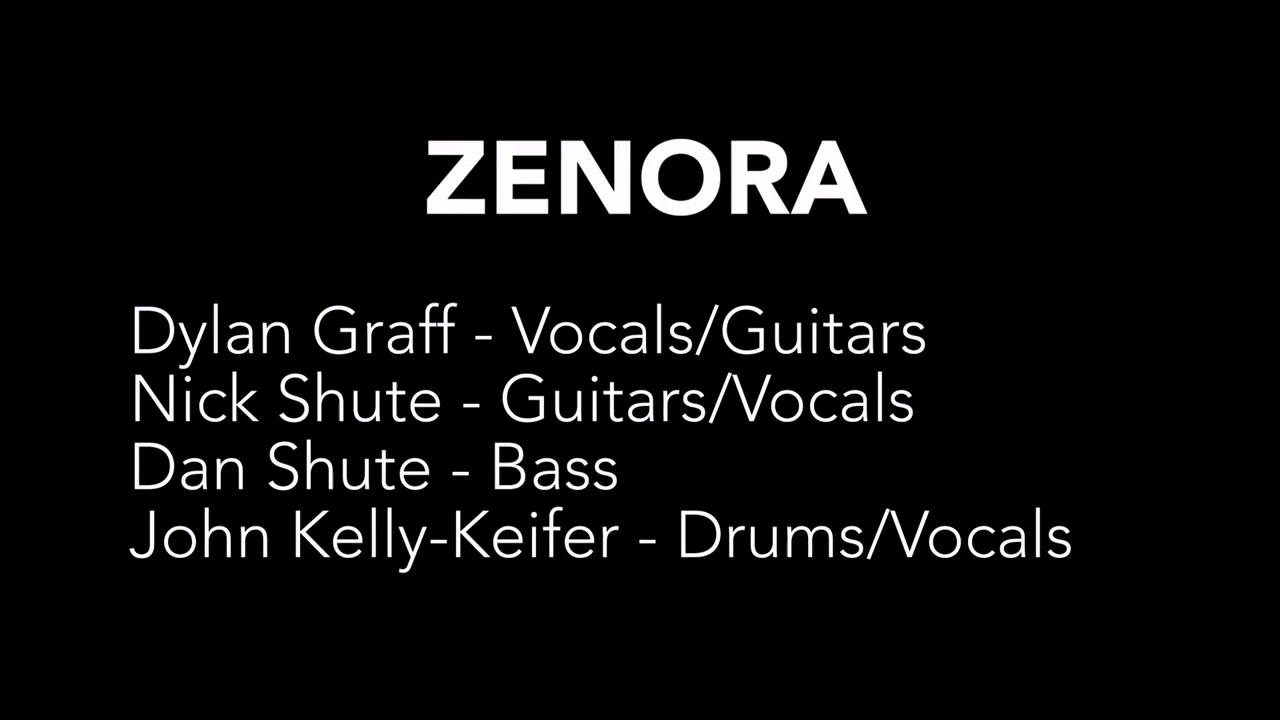 ZENORA
Dylan Graff - Vocals/Guitars
Nick Shute - Guitars/Vocals
Dan Shute - Bass
John Kelly-Keifer - Drums/Vocals